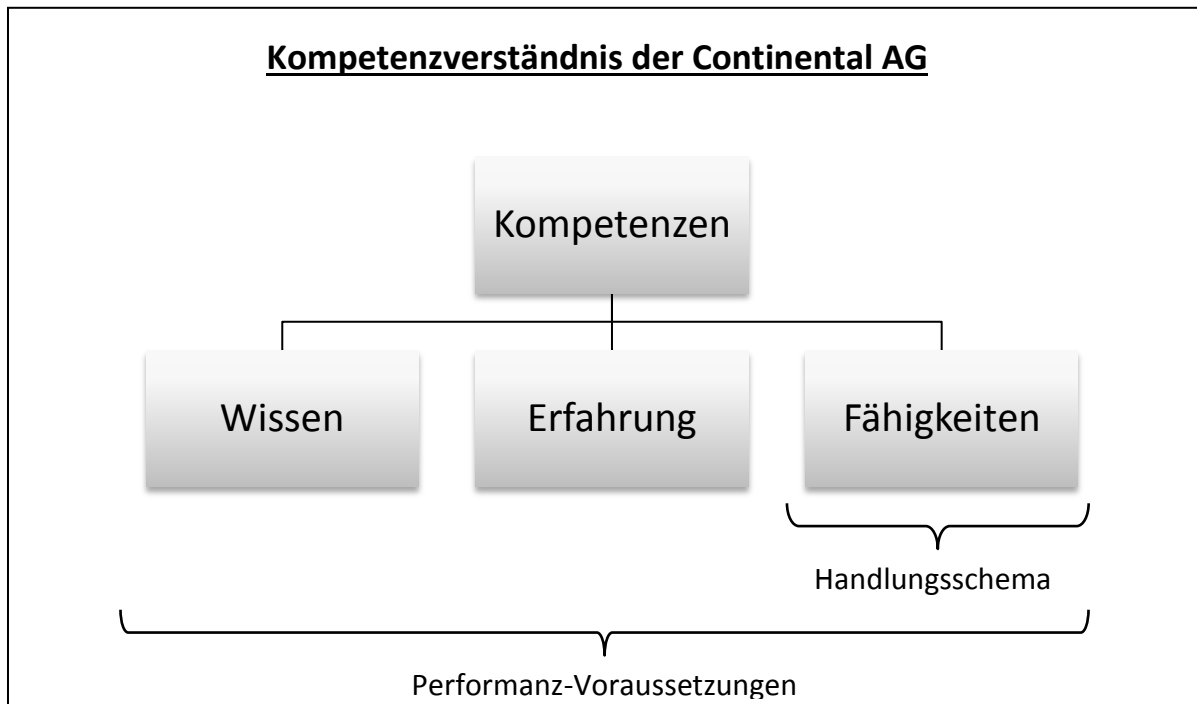 Kompetenzverständnis der Continental AG
Kompetenzen
Wissen
Erfahrung
Fähigkeiten
Handlungsschema
Performanz-Voraussetzungen